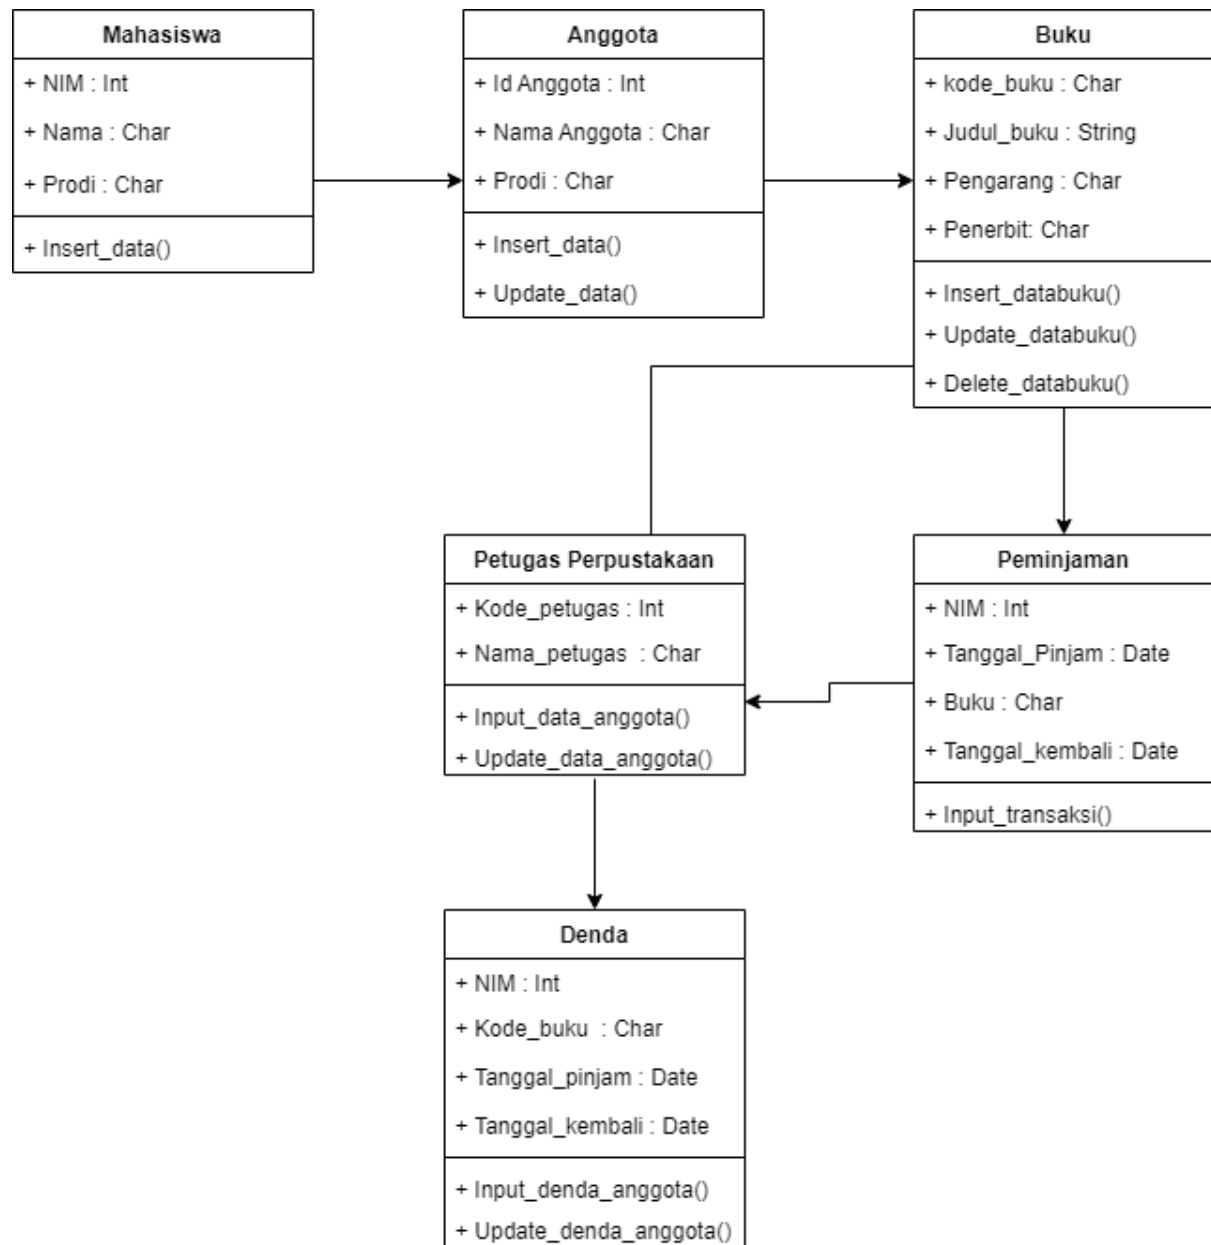 Mahasiswa
+ NIM : Int
+ Nama : Char
+ Prodi : Char
+ Insert_data()
Anggota
+ Id Anggota : Int
+ Nama Anggota : Char
+ Prodi : Char
+ Insert_data()
+ Update_data()
Buku
+ kode_buku : Char
+ Judul_buku : String
+ Pengarang : Char
+ Penerbit: Char
+ Insert_databuku()
+ Update_databuku()
+ Delete_databuku()
Petugas Perpustakaan
+ Kode_petugas : Int
+ Nama_petugas : Char
+ Input_data_anggota()
+ Update_data_anggota()
Peminjaman
+ NIM : Int
+ Tanggal_Pinjam : Date
+ Buku : Char
+ Tanggal_kembali : Date
+ Input_transaksi()
Denda
+ NIM : Int
+ Kode_buku : Char
+ Tanggal_pinjam : Date
+ Tanggal_kembali : Date
+ Input_denda_anggota()
+ Update_denda_anggota()